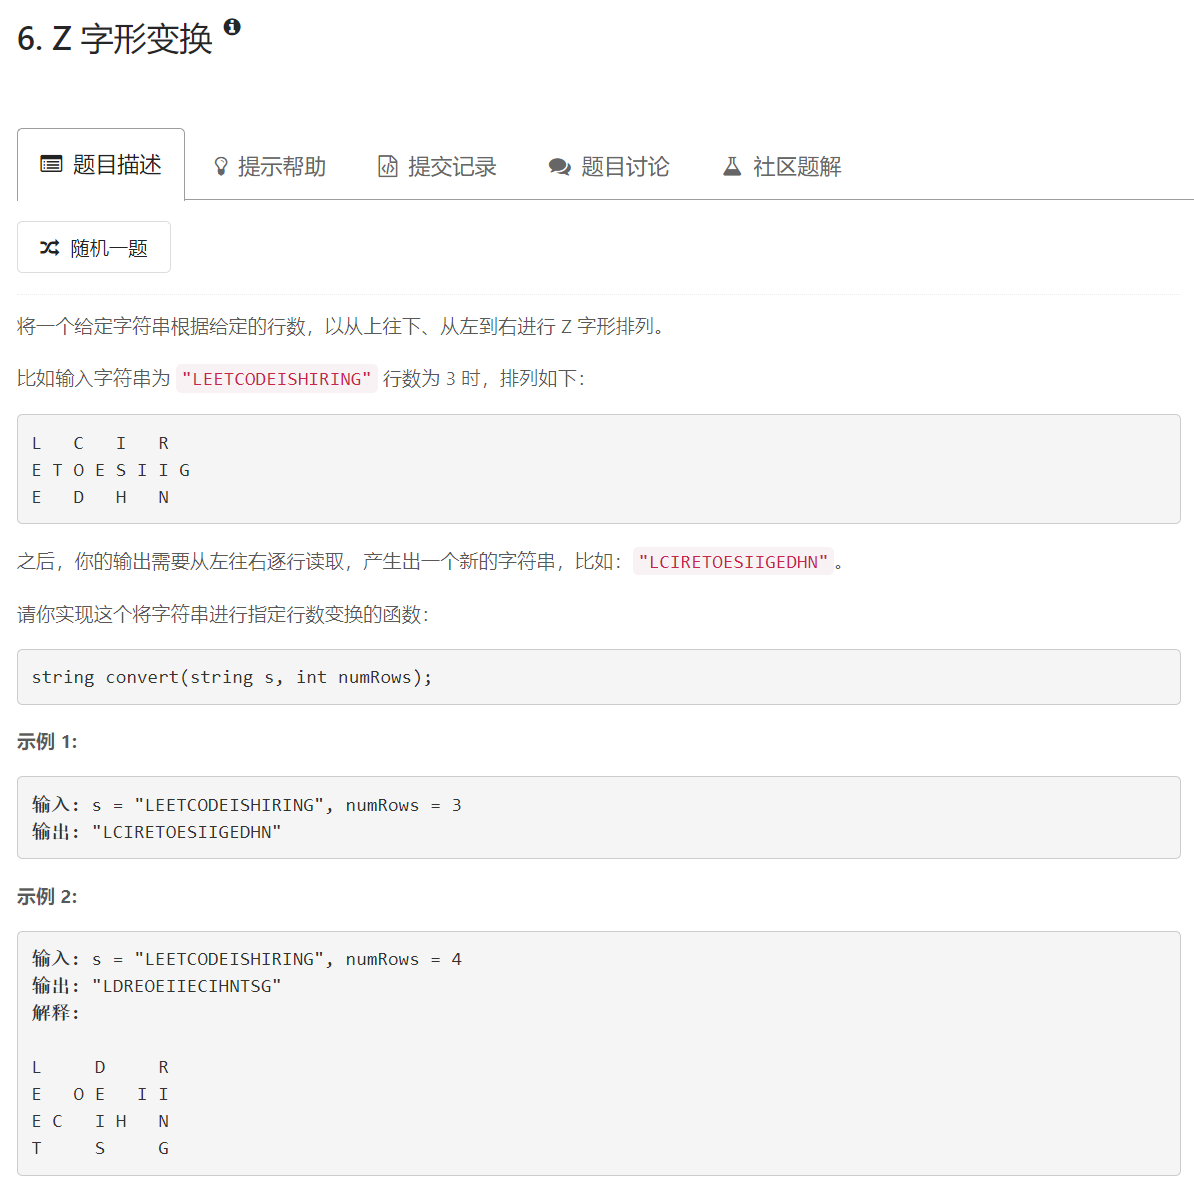 6. Z 字形变换
题目描述
提示帮助
提交记录
题目讨论
社区题解
随机一题
将一个给定字符串根据给定的行数，以从上往下、从左到右进行 Z 字形排列。
比如输入字符串为 "LEETCODEISHIRING" 行数为 3 时，排列如下：
L   C   I   R
E T O E S I I G
E   D   H   N
之后，你的输出需要从左往右逐行读取，产生出一个新的字符串，比如："LCIRETOESIIGEDHN"。
请你实现这个将字符串进行指定行数变换的函数：
string convert(string s, int numRows);
示例 1:
输入: s = "LEETCODEISHIRING", numRows = 3
输出: "LCIRETOESIIGEDHN"
示例 2:
输入: s = "LEETCODEISHIRING", numRows = 4
输出: "LDREOEIIECIHNTSG"
解释:
L     D     R
E   O E   I I
E C   I H   N
T     S     G